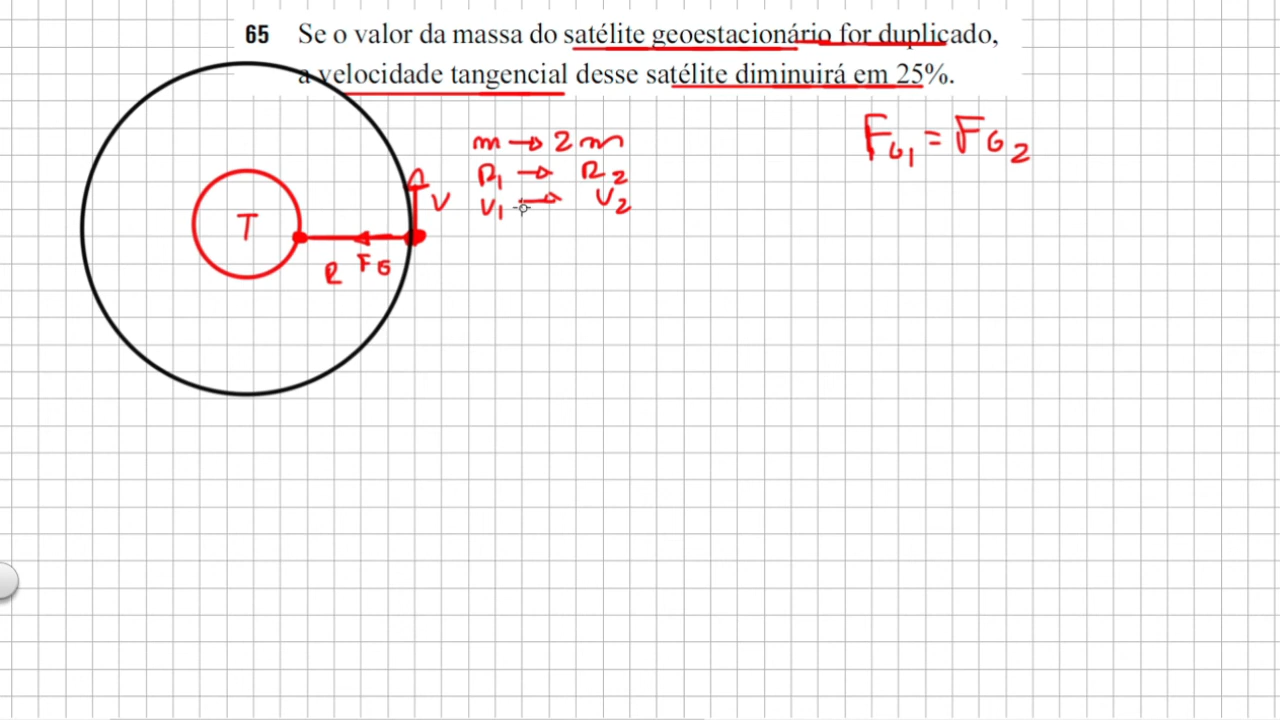 65 Se o valor da massa do satélite geoestacionário for duplicado,
a velocidade tangencial desse satélite diminuirá em 25%.
FG1 = FG2
m → 2m
R1 → R2
V1 → V2
V
T
R FG